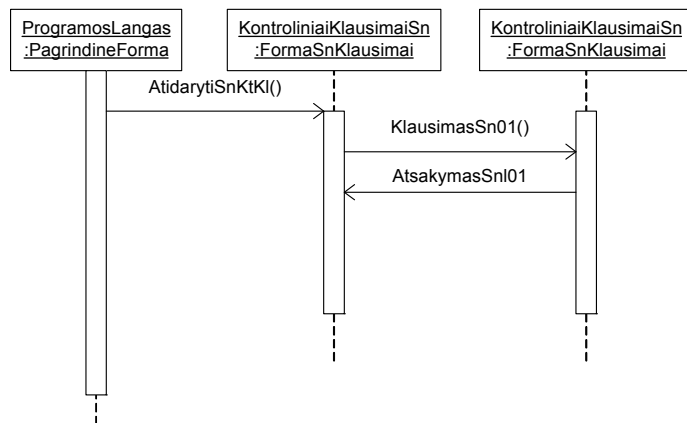 ProgramosLangas
:PagrindineForma
KontroliniaiKlausimaiSn
:FormaSnKlausimai
KontroliniaiKlausimaiSn
:FormaSnKlausimai
AtidarytiSnKtKl()
KlausimasSn01()
AtsakymasSnl01